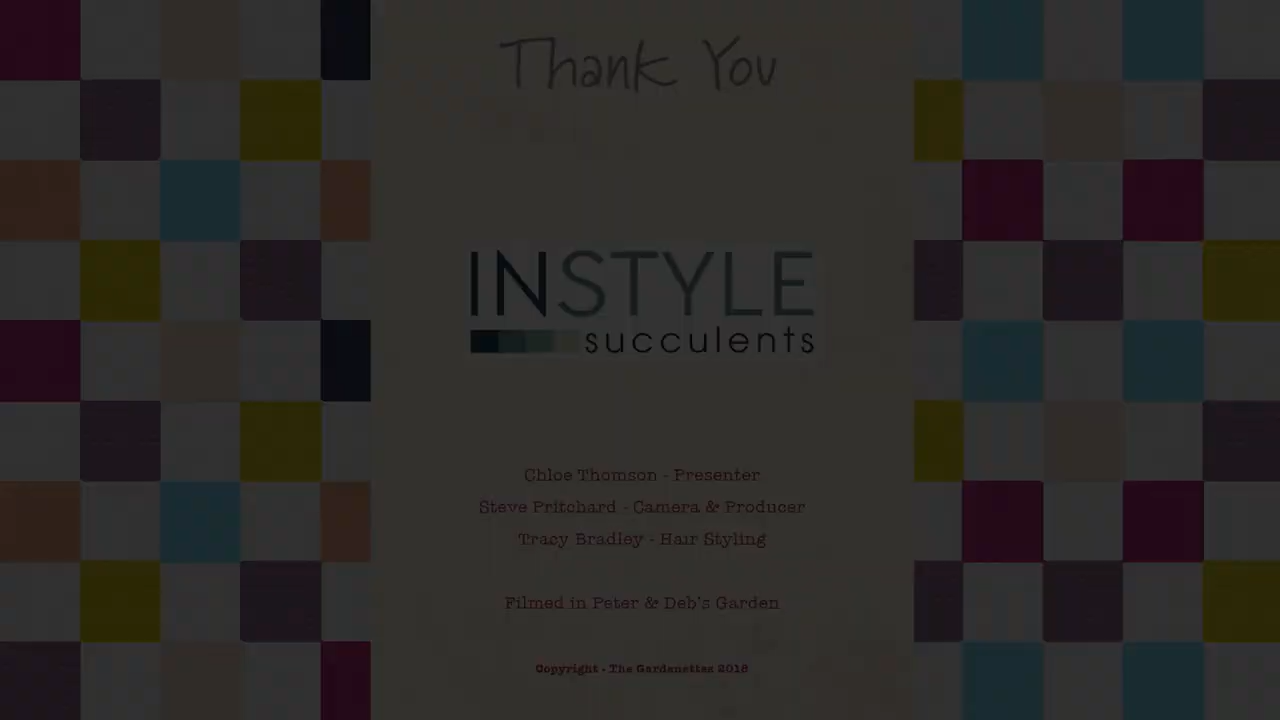 Thank You
INSTYLE
succulents
Chloe Thomson - Presenter
Steve Pritchard - Camera & Producer
Tracy Bradley - Hair Styling
Filmed in Peter & Deb's Garden
Copyright - The Gardenettes 2018